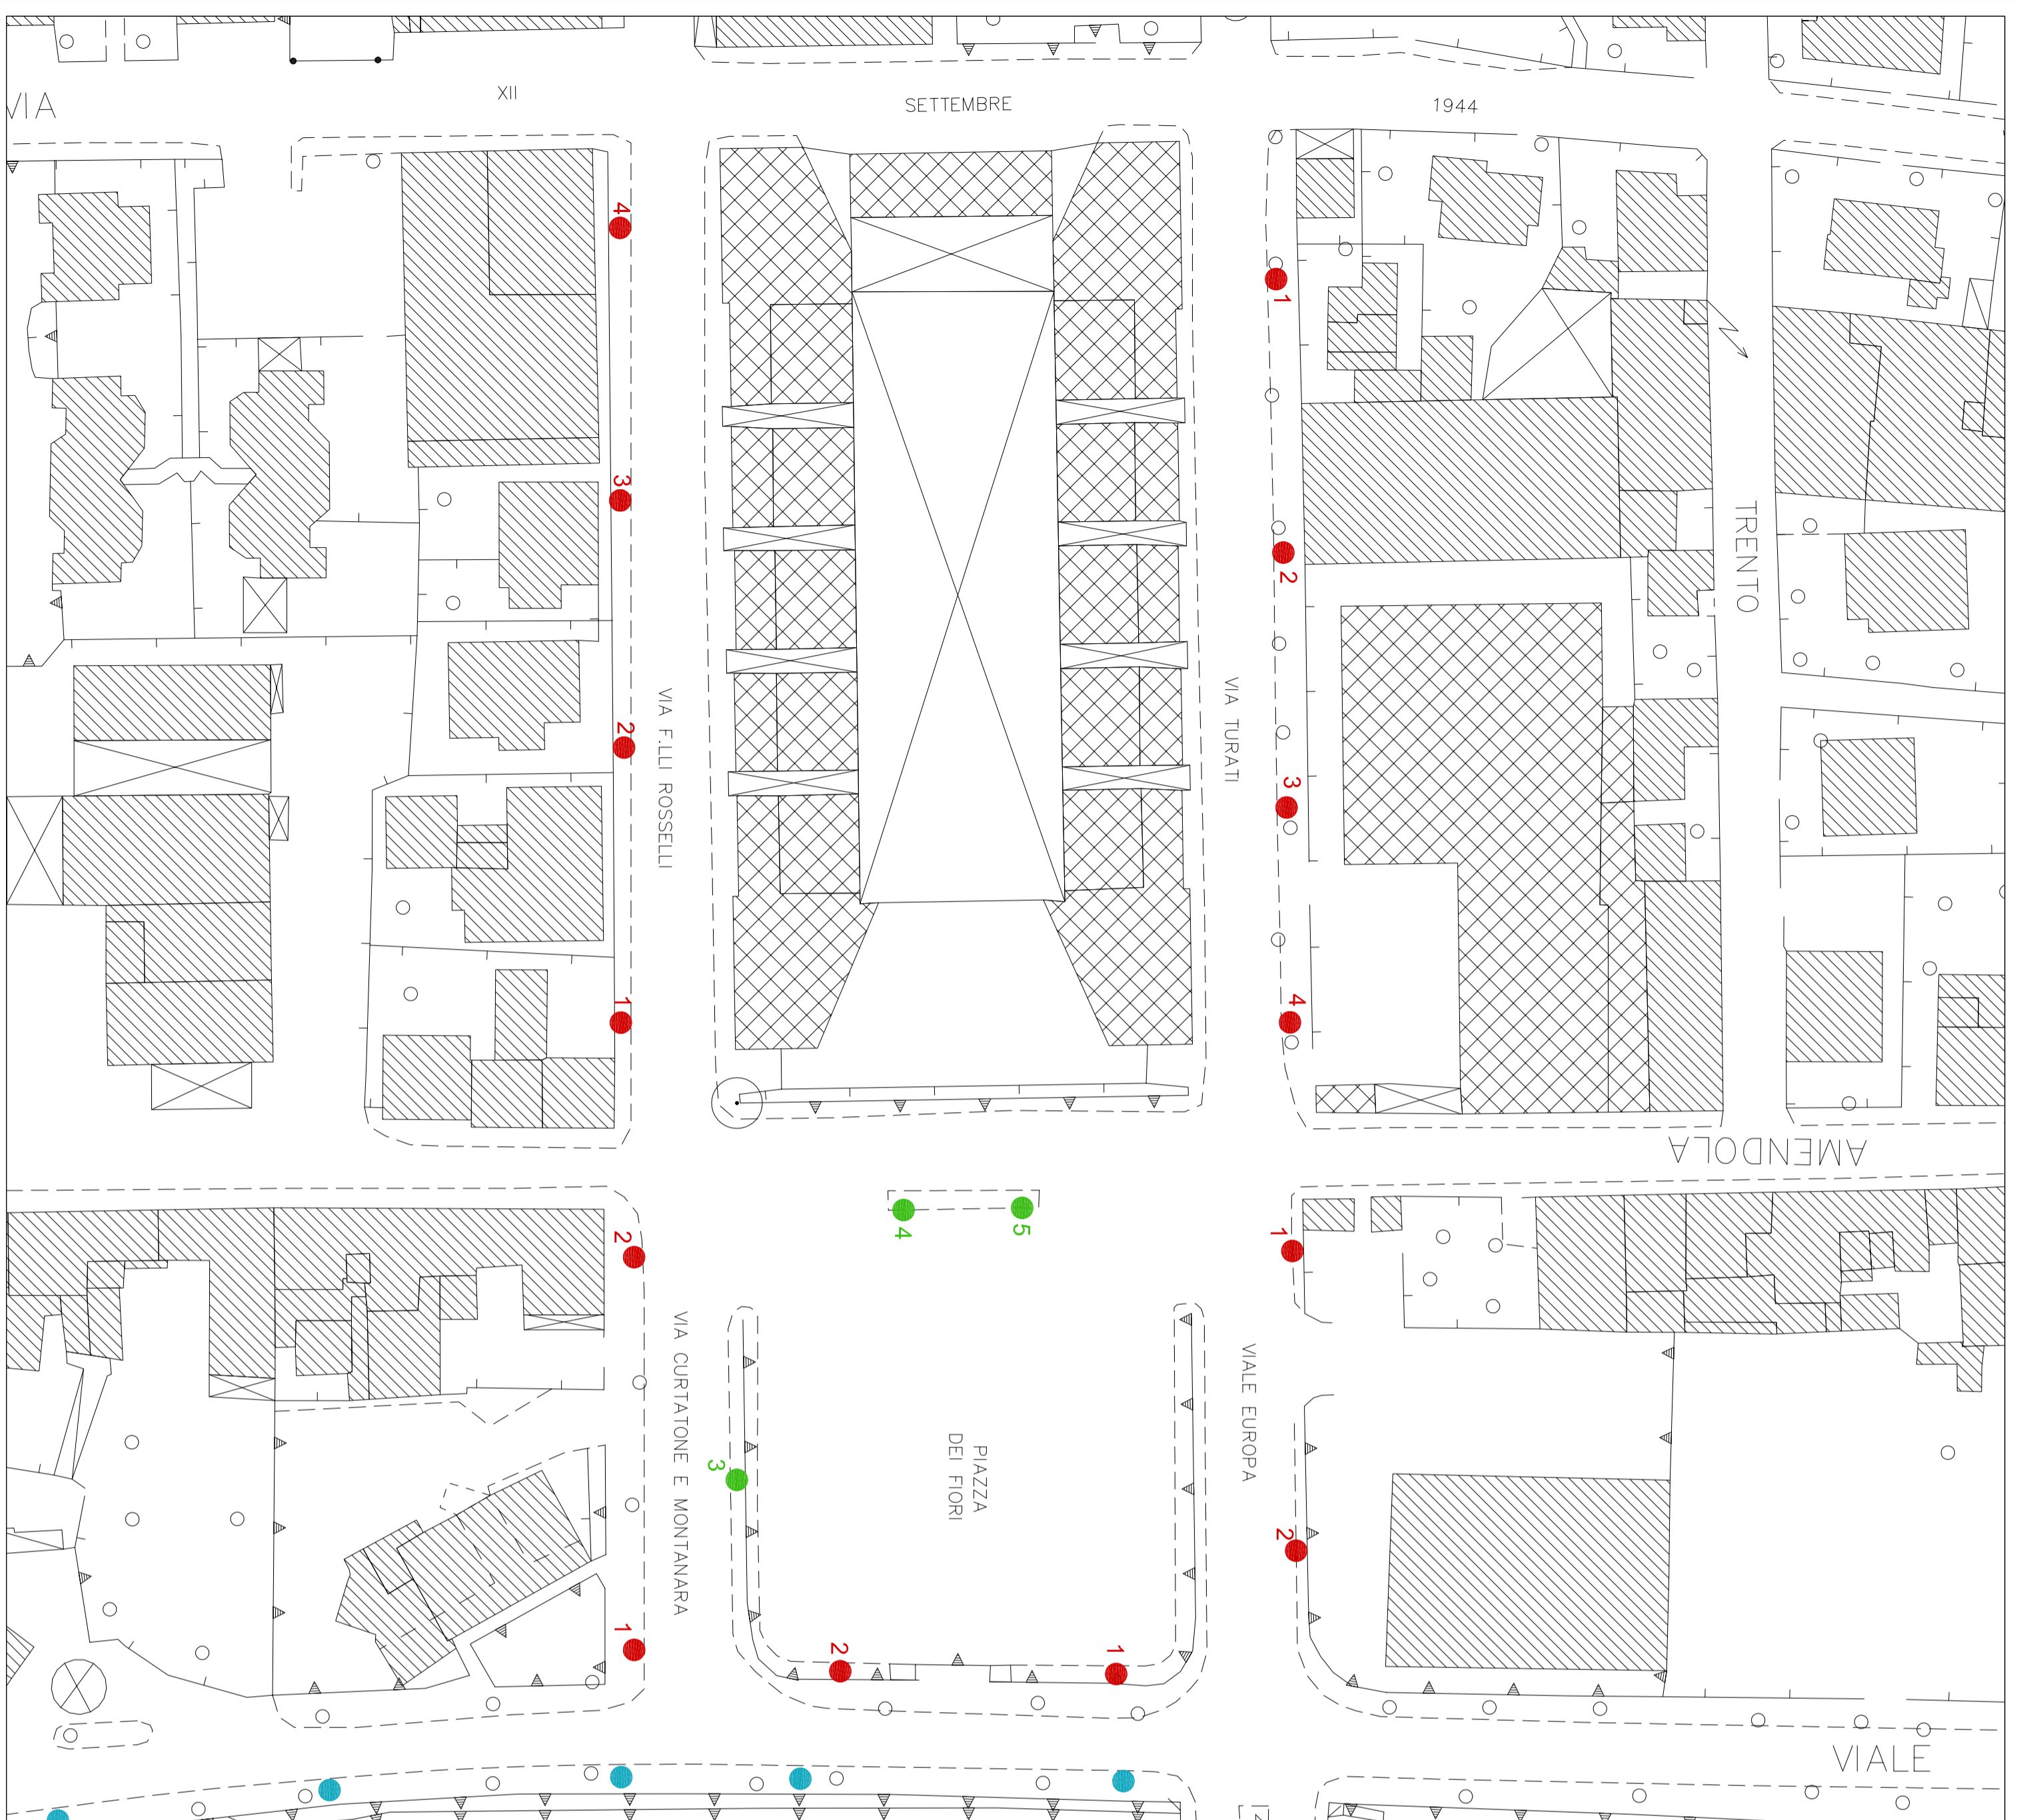 VIA
XII
SETTEMBRE
1944
4
1
3
2
TRENTO
VIA F.LLI ROSSELLI
VIA TURATI
2
3
1
4
AMENDOLA
2
4
5
1
VIA CURTATONE E MONTANARA
VIALE EUROPA
PIAZZA
DEI FIORI
3
2
1
2
1
VIALE